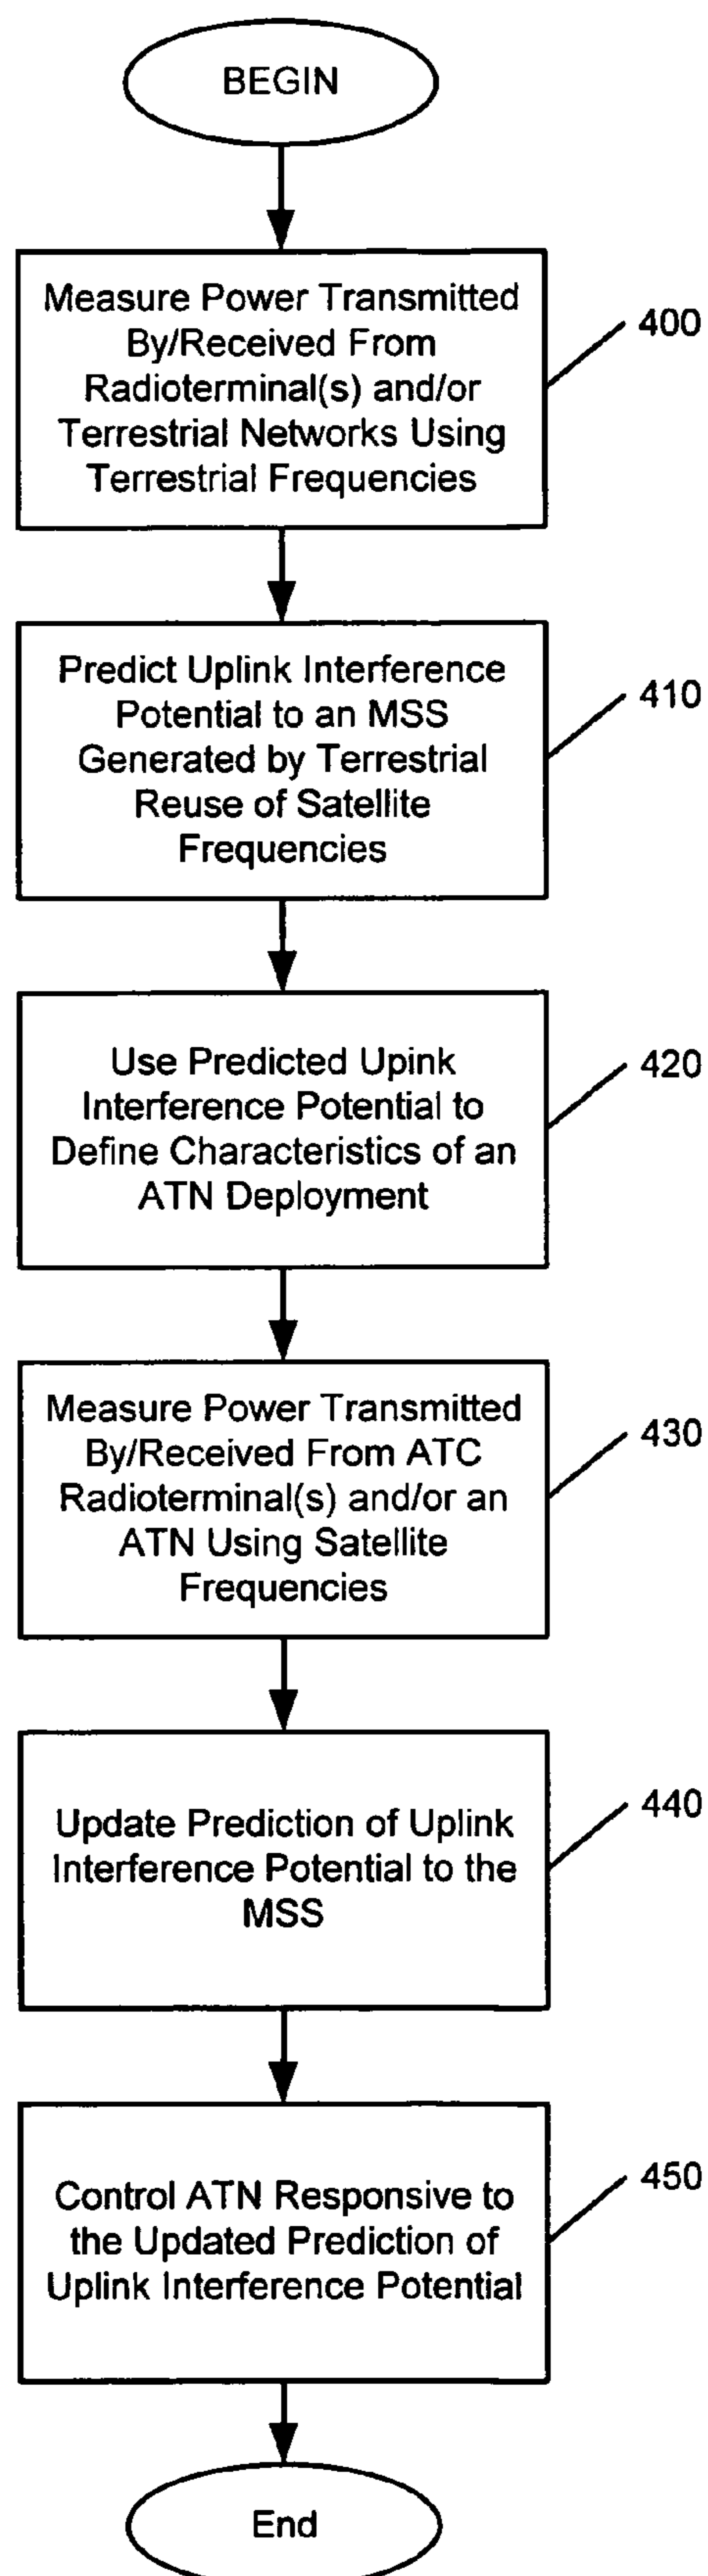 BEGIN
Measure Power Transmitted
By/Received From
Radioterminal(s) and/or
Terrestrial Networks Using
Terrestrial Frequencies
400
Predict Uplink Interference
Potential to an MSS
Generated by Terrestrial
Reuse of Satellite
Frequencies
410
Use Predicted Upink
Interference Potential to
Define Characteristics of an
ATN Deployment
420
Measure Power Transmitted
By/Received From ATC
Radioterminal(s) and/or an
ATN Using Satellite
Frequencies
430
Update Prediction of Uplink
Interference Potential to the
MSS
440
Control ATN Responsive to
the Updated Prediction of
Uplink Interference Potential
450
End